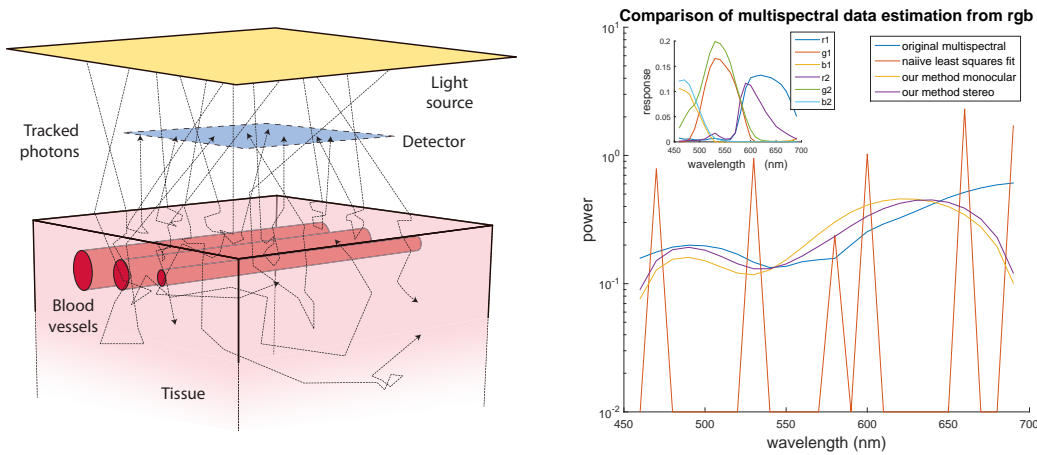 Light
source
Tracked
photons
Detector
Blood
vessels
Tissue
Comparison of multispectral data estimation from rgb
original multispectral
naiive least squares fit
our method monocular
our method stereo
r1
g1
b1
r2
g2
b2
0.2
0.15
0.1
0.05
0
response
450 500 550 600 650 700
wavelength (nm)
10^0
10^-1
10^-2
power
450 500 550 600 650 700
wavelength (nm)